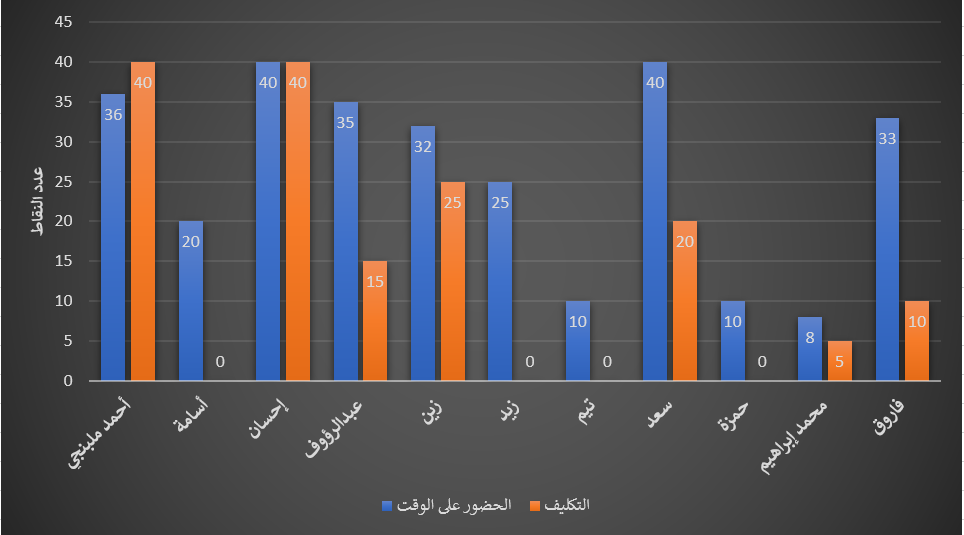 45
40
35
30
25
20
15
10
5
0
عدد النقاط
36
40
20
0
40
40
35
15
32
25
25
0
10
0
40
20
10
0
8
5
33
10
أحمد ملبنجي
أسامة
إحسان
عبدالرؤوف
زين
زيد
تيم
سعد
حمزة
محمد إبراهيم
فاروق
الحضور على الوقت
التكليف